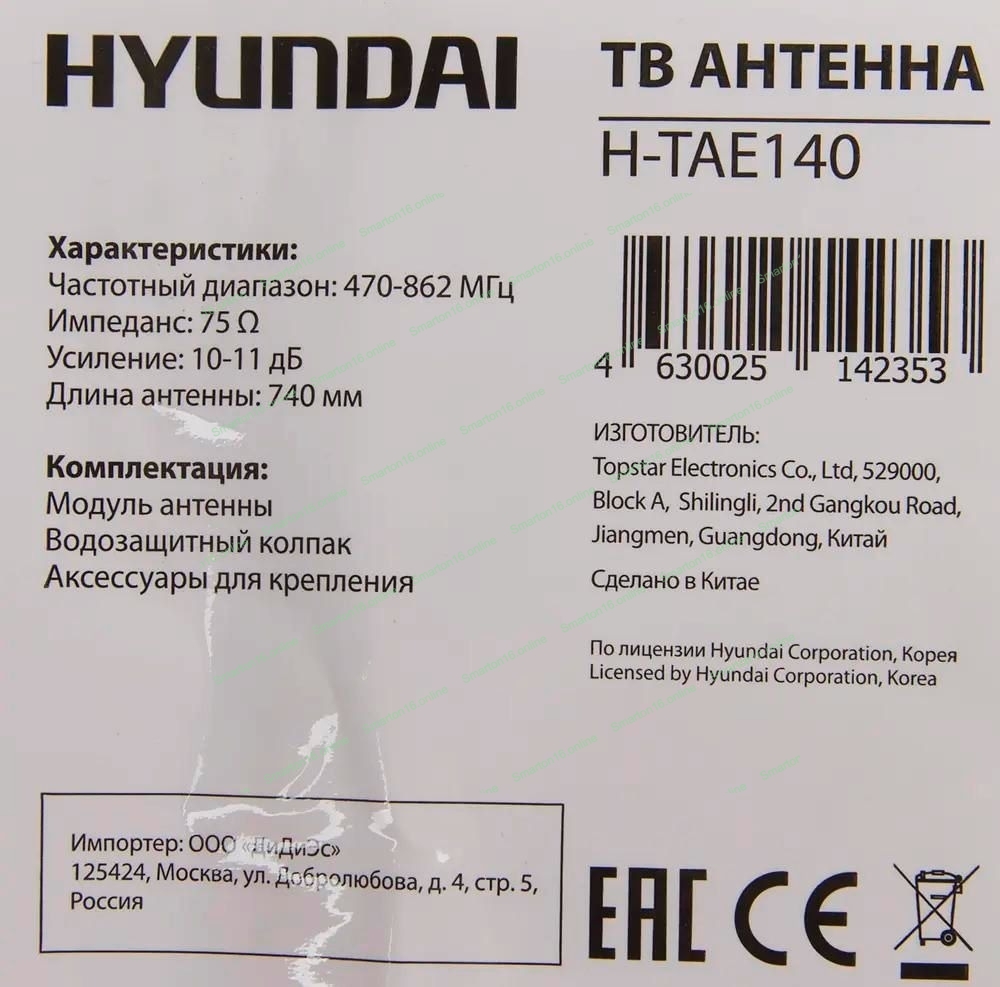 HYUNDAI
ТВ АНТЕННА
H-TAE140
Характеристики:
Частотный диапазон: 470-862 МГц
Импеданс: 75 Ω
Усиление: 10-11 дБ
Длина антенны: 740 мм
Комплектация:
Модуль антенны
Водозащитный колпак
Аксессуары для крепления
4 630025 142353
ИЗГОТОВИТЕЛЬ:
Topstar Electronics Co., Ltd, 529000,
Block A, Shilingli, 2nd Gangkou Road,
Jiangmen, Guangdong, Китай
Сделано в Китае
По лицензии Hyundai Corporation, Корея
Licensed by Hyundai Corporation, Korea
Импортер: ООО «ДиДиЭс»
125424, Москва, ул. Добролюбова, д. 4, стр. 5,
Россия
EAC CE
Smarton16.online